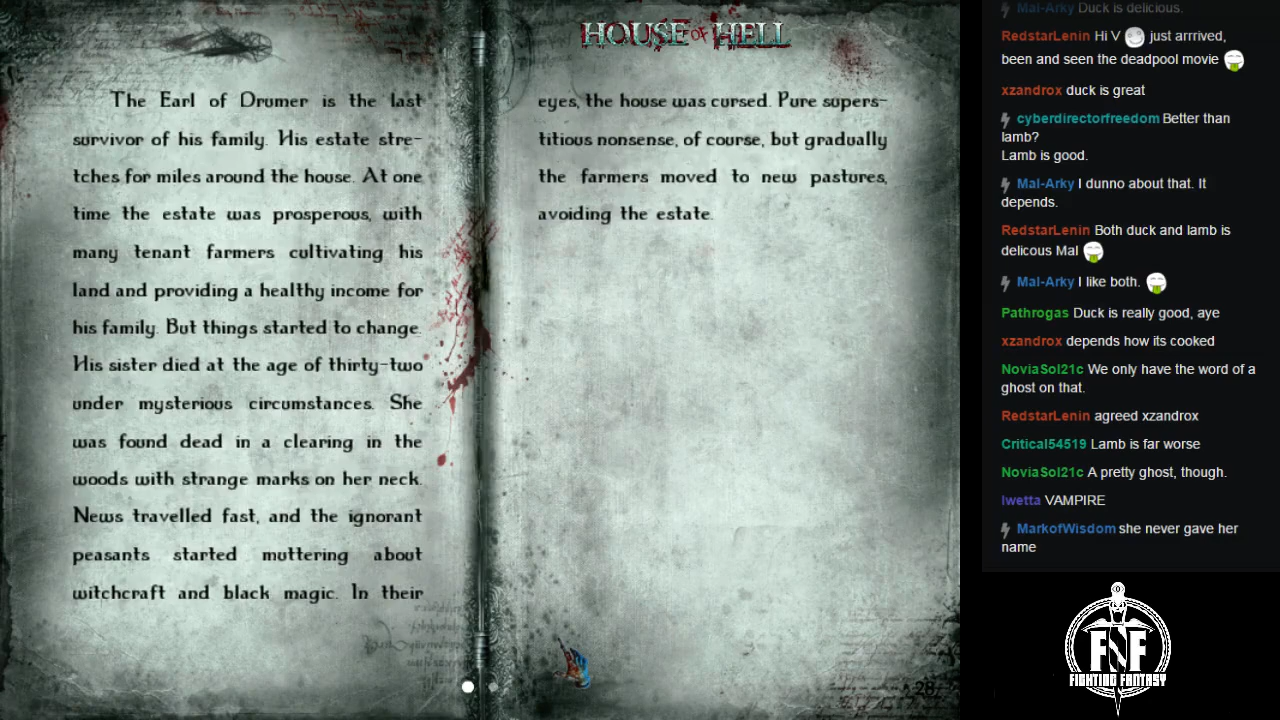 HOUSE OF HELL
The Earl of Drumer is the last
survivor of his family. His estate stre-
tches for miles around the house. At one
time the estate was prosperous, with
many tenant farmers cultivating his
land and providing a healthy income for
his family. But things started to change.
His sister died at the age of thirty-two
under mysterious circumstances. She
was found dead in a clearing in the
woods with strange marks on her neck.
News travelled fast, and the ignorant
peasants started muttering about
witchcraft and black magic. In their
eyes, the house was cursed. Pure supers-
titious nonsense, of course, but gradually
the farmers moved to new pastures,
avoiding the estate.
Mal-Arky Duck is delicious.
RedstarLenin Hi V just arrrived,
been and seen the deadpool movie
xzandrox duck is great
cyberdirectorfreedom Better than
lamb?
Lamb is good.
Mal-Arky I dunno about that. It
depends.
RedstarLenin Both duck and lamb is
delicous Mal
Mal-Arky I like both.
Pathrogas Duck is really good, aye
xzandrox depends how its cooked
NoviaSol21c We only have the word of a
ghost on that.
RedstarLenin agreed xzandrox
Critical54519 Lamb is far worse
NoviaSol21c A pretty ghost, though.
Iwetta VAMPIRE
MarkofWisdom she never gave her
name
FF
FIGHTING FANTASY